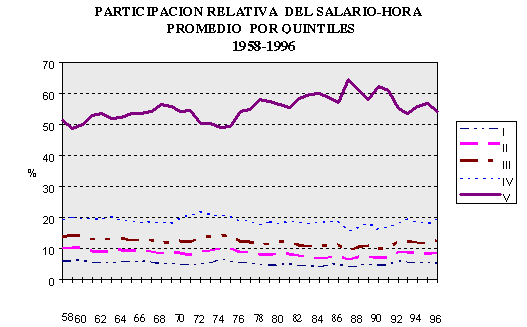 PARTICIPACION RELATIVA DEL SALARIO-HORA
PROMEDIO POR QUINTILES
1958-1996
70
60
50
40
30
20
10
0
%
58 60 62 64 66 68 70 72 74 76 78 80 82 84 86 88 90 92 94 96
I
II
III
IV
V